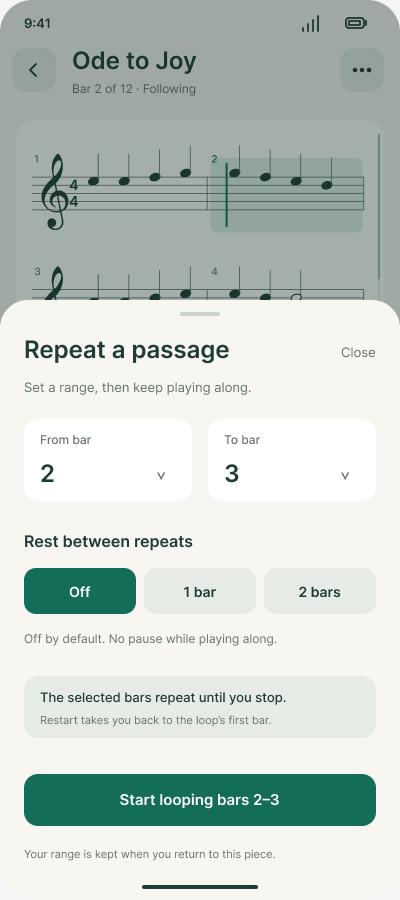 9:41
Ode to Joy
Bar 2 of 12 · Following
1
2
4
4
3
4
Repeat a passage
Close
Set a range, then keep playing along.
From bar
2
To bar
3
Rest between repeats
Off
1 bar
2 bars
Off by default. No pause while playing along.
The selected bars repeat until you stop.
Restart takes you back to the loop’s first bar.
Start looping bars 2–3
Your range is kept when you return to this piece.